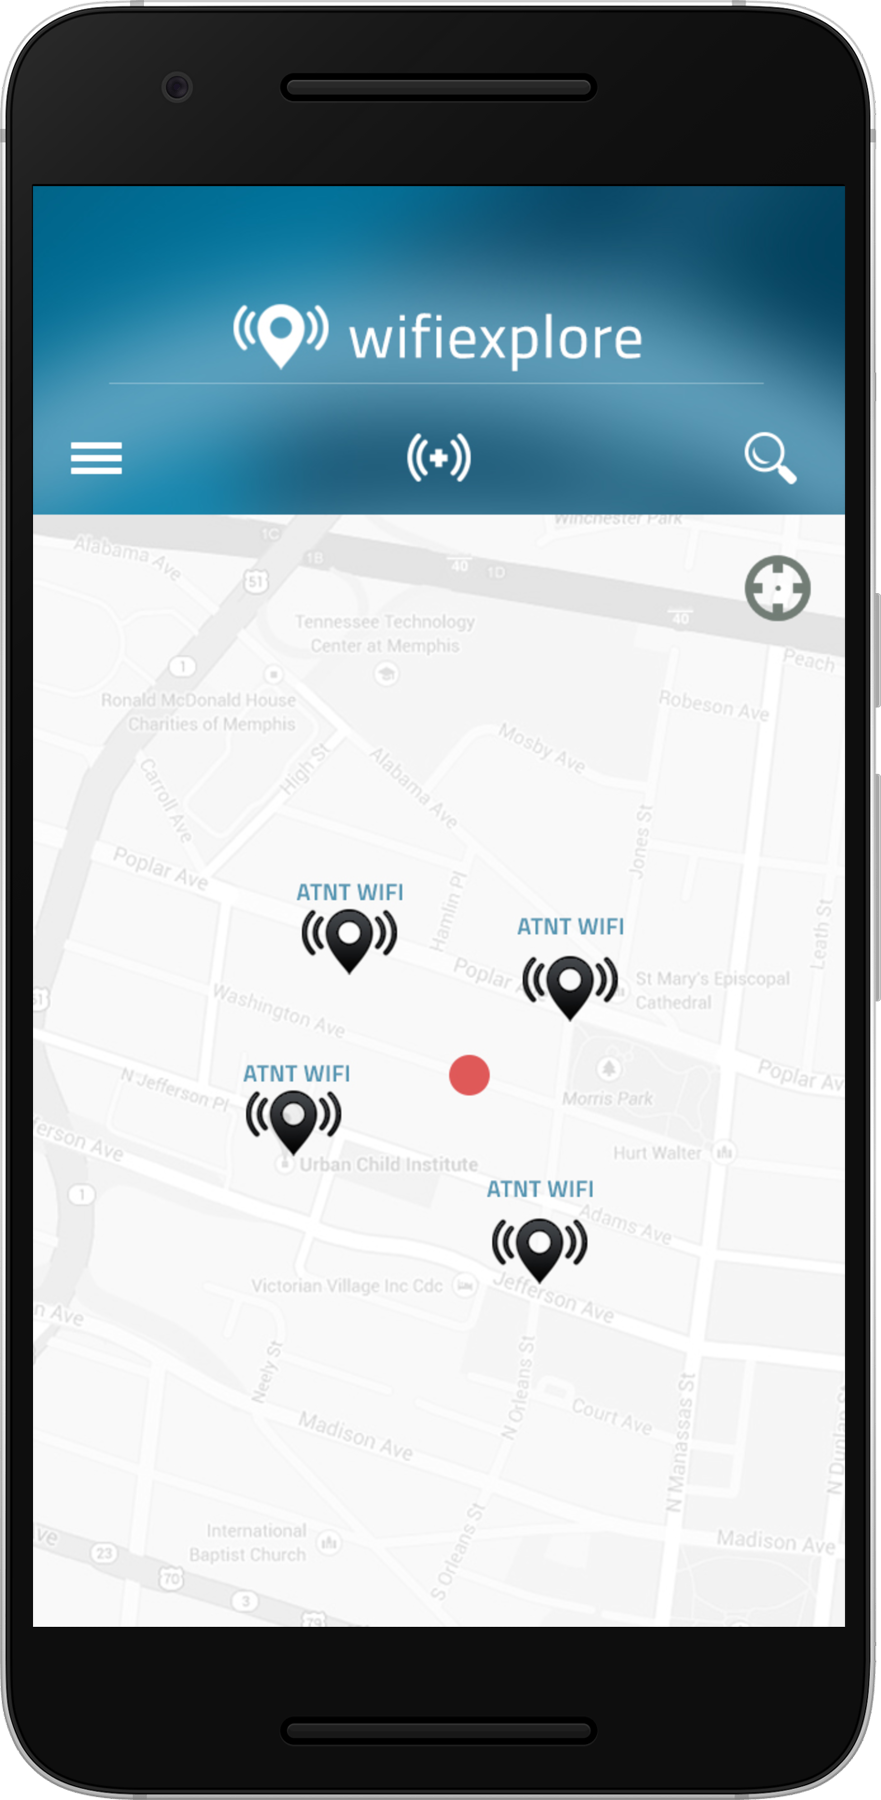 wifiexplore
Winchester Park
1C
Alabama Ave
1B
40
1D
51
40
Tennessee Technology
Center at Memphis
Peach
1
Ronald McDonald House
Charities of Memphis
Robeson Ave
Mosby Ave
High St
Alabama Ave
Carroll Ave
Jones St
Poplar Ave
ATNT WIFI
Hamlin Pl
Leath St
ATNT WIFI
Poplar A
St Mary's Episcopal
Cathedral
51
Washington Ave
ATNT WIFI
N Jefferson Pl
Morris Park
Poplar Av
erson Ave
Urban Child Institute
Hurt Walter
1
ATNT WIFI
Adams Ave
Victorian Village Inc Cdc
Jefferson Ave
n Ave
Neely St
N Orleans St
Court Ave
N Manassas St
N Dunlap St
Madison Ave
International
Baptist Church
S Orleans St
Madison Ave
ve
23
70
3
79